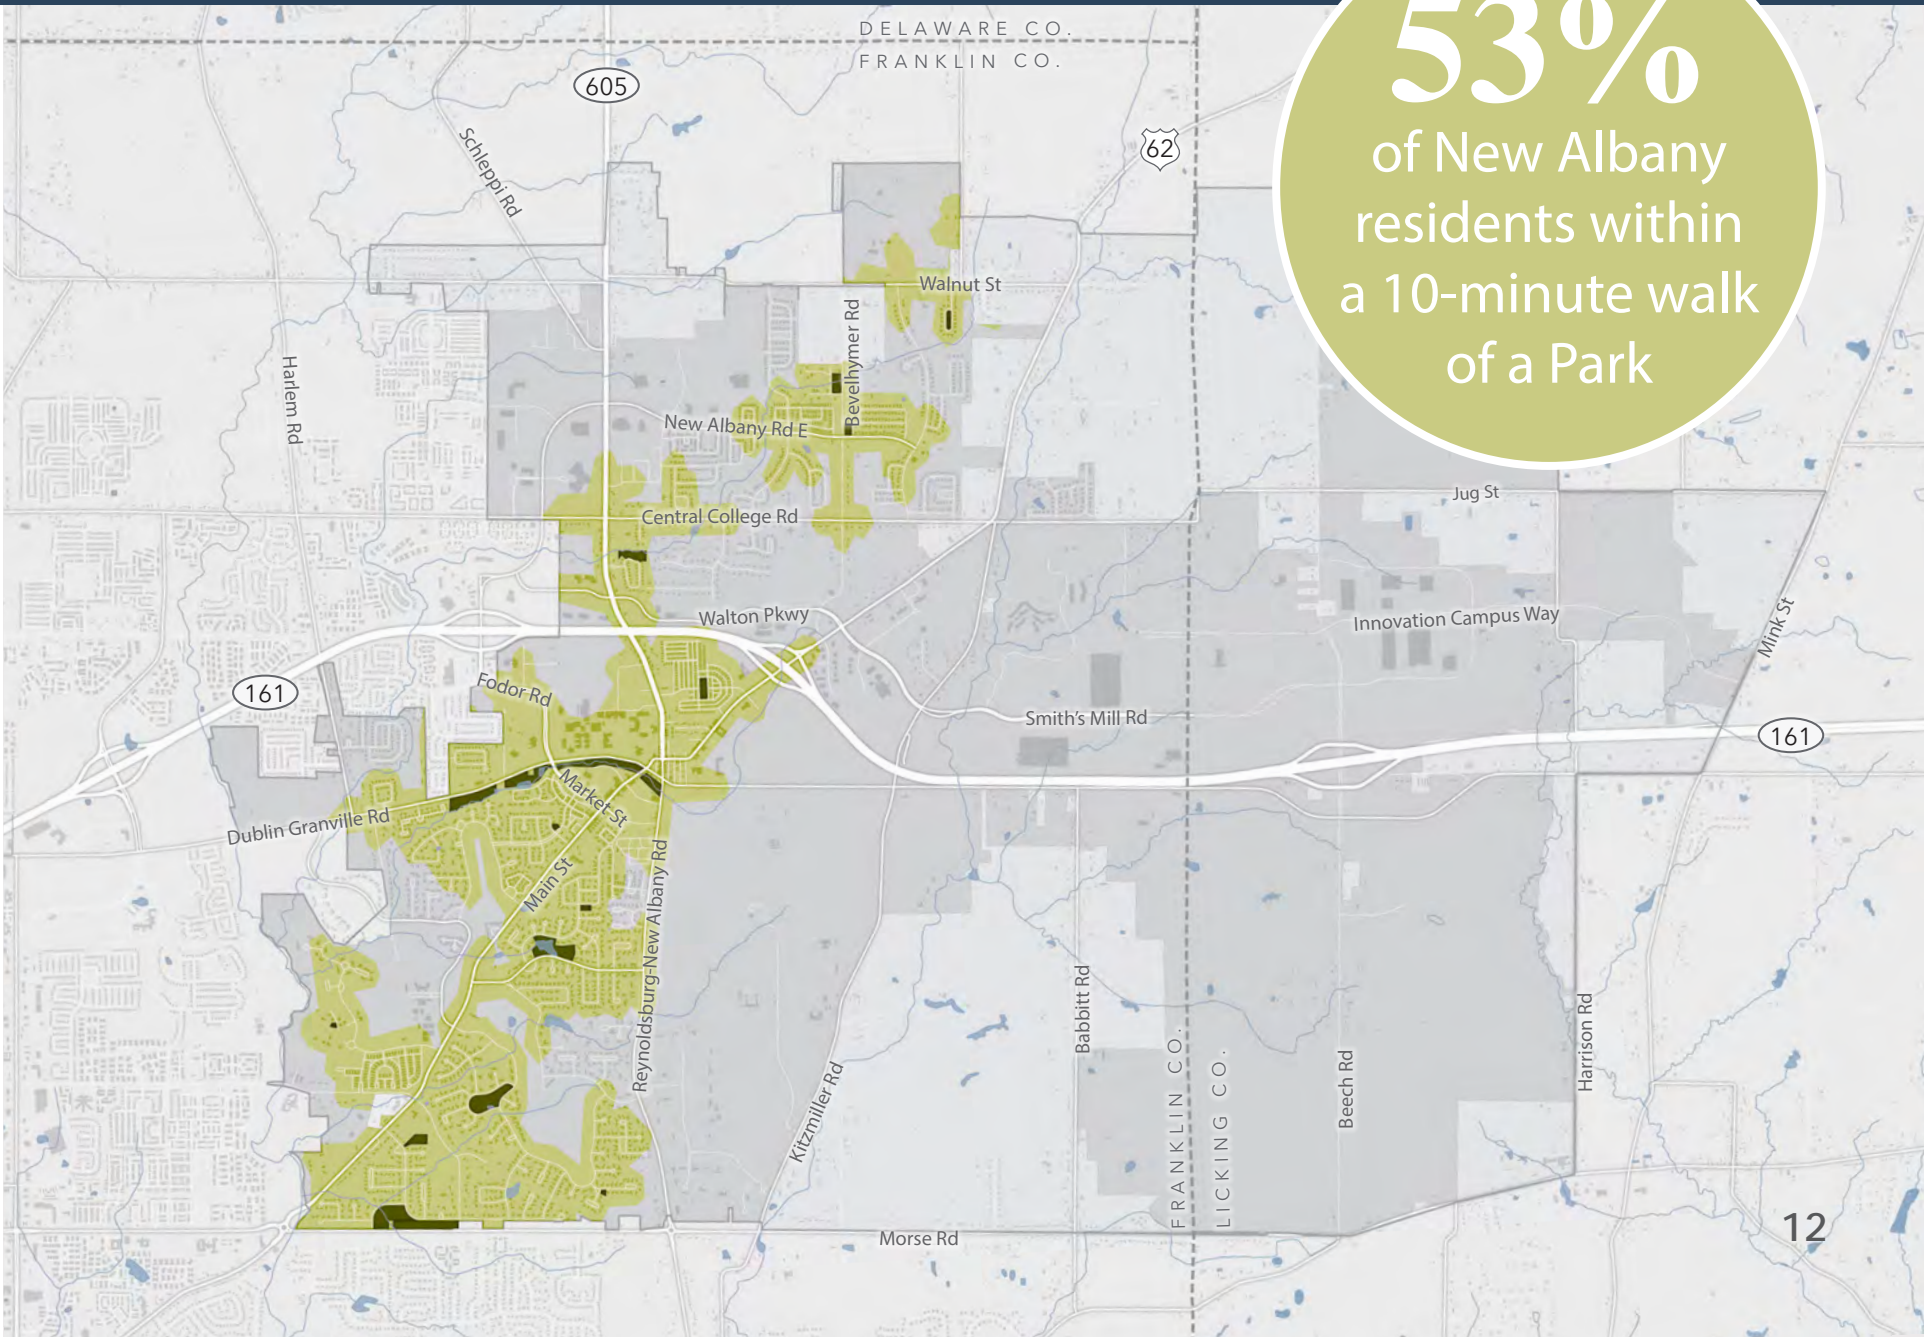 DELAWARE CO.
FRANKLIN CO.
53%
of New Albany
residents within
a 10-minute walk
of a Park
605
62
Schleppi Rd
Walnut St
Bevelhymer Rd
Harlem Rd
New Albany Rd E
Central College Rd
Jug St
Walton Pkwy
Innovation Campus Way
Mink St
161
Fodor Rd
Smith's Mill Rd
161
Market St
Dublin Granville Rd
Main St
Reynoldsburg-New Albany Rd
Babbitt Rd
Kitzmiller Rd
FRANKLIN CO.
LICKING CO.
Beech Rd
Harrison Rd
Morse Rd
12